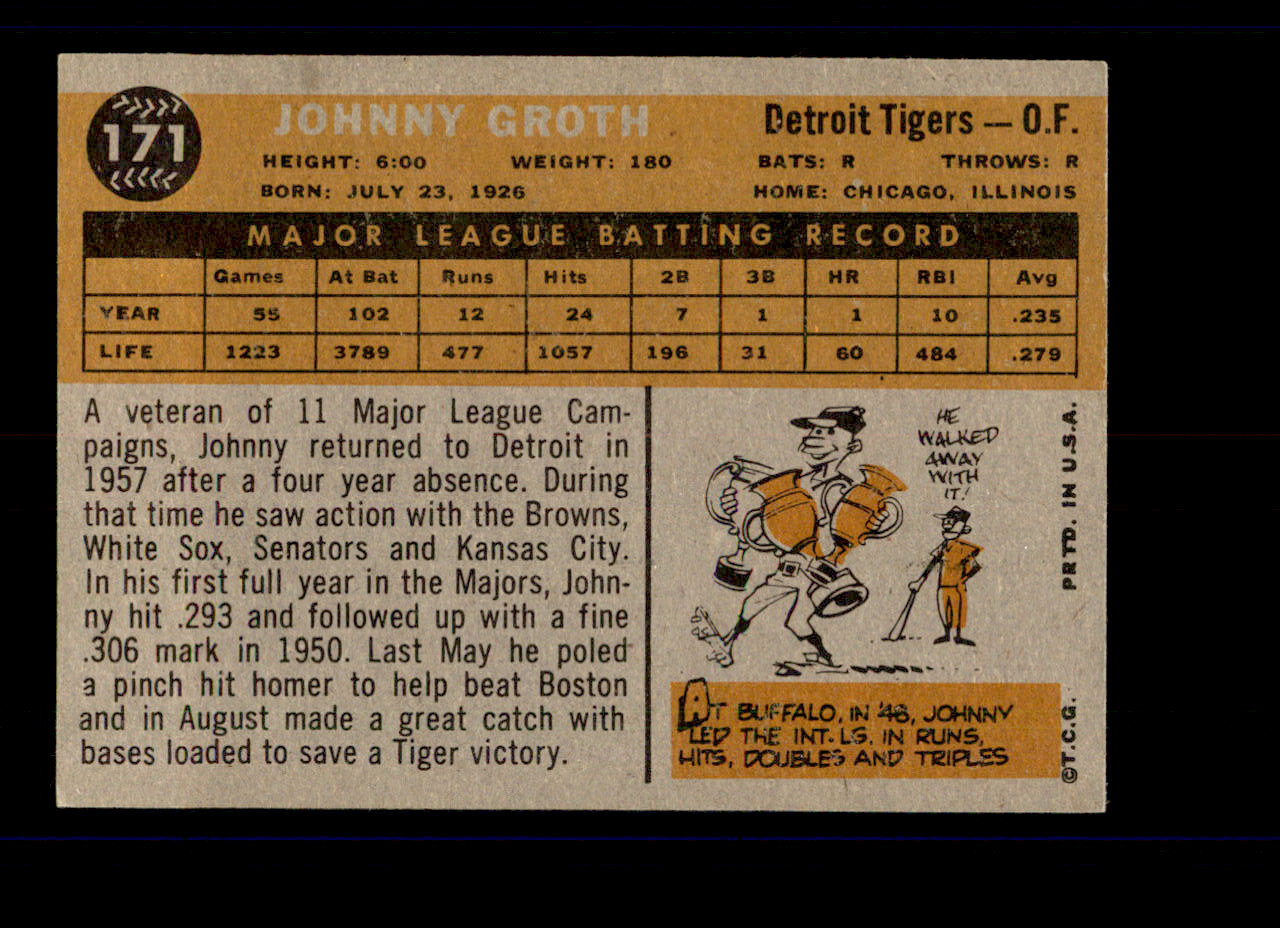 171
JOHNNY GROTH
Detroit Tigers — O.F.
HEIGHT: 6:00 WEIGHT: 180 BATS: R THROWS: R
BORN: JULY 23, 1926 HOME: CHICAGO, ILLINOIS
MAJOR LEAGUE BATTING RECORD
Games At Bat Runs Hits 2B 3B HR RBI Avg
YEAR 55 102 12 24 7 1 1 10 .235
LIFE 1223 3789 477 1057 196 31 60 484 .279
A veteran of 11 Major League Cam-
paigns, Johnny returned to Detroit in
1957 after a four year absence. During
that time he saw action with the Browns,
White Sox, Senators and Kansas City.
In his first full year in the Majors, John-
ny hit .293 and followed up with a fine
.306 mark in 1950. Last May he poled
a pinch hit homer to help beat Boston
and in August made a great catch with
bases loaded to save a Tiger victory.
HE
WALKED
AWAY
WITH
IT!
AT BUFFALO, IN '48, JOHNNY
LED THE INT. LS. IN RUNS,
HITS, DOUBLES AND TRIPLES
PRTD. IN U.S.A.
©T.C.G.